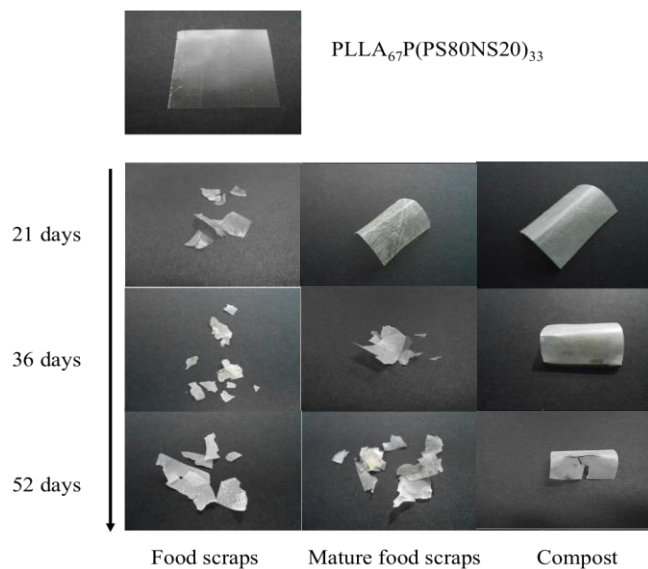 PLLA₆₇P(PS80NS20)₃₃
21 days
36 days
52 days
Food scraps
Mature food scraps
Compost